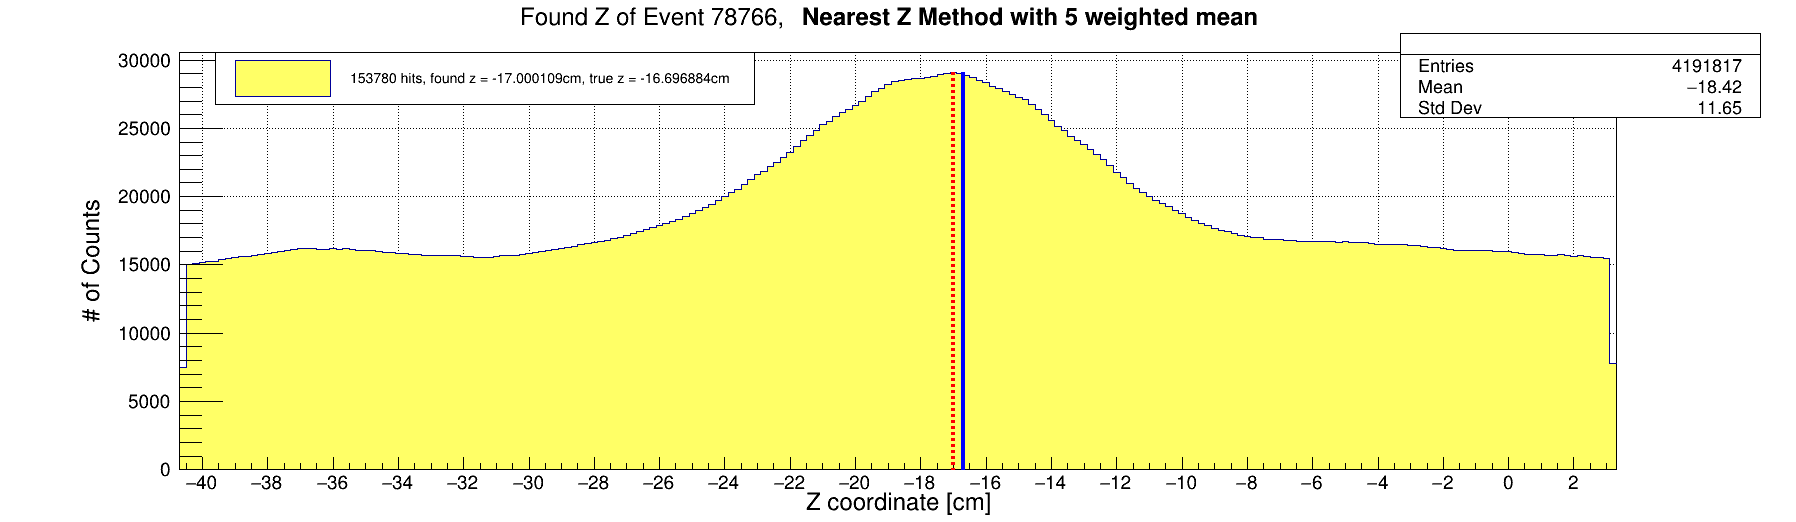 Found Z of Event 78766, Nearest Z Method with 5 weighted mean
153780 hits, found z = -17.000109cm, true z = -16.696884cm
Entries 4191817
Mean −18.42
Std Dev 11.65
# of Counts
30000
25000
20000
15000
10000
5000
0
−40 −38 −36 −34 −32 −30 −28 −26 −24 −22 −20 −18 −16 −14 −12 −10 −8 −6 −4 −2 0 2
Z coordinate [cm]